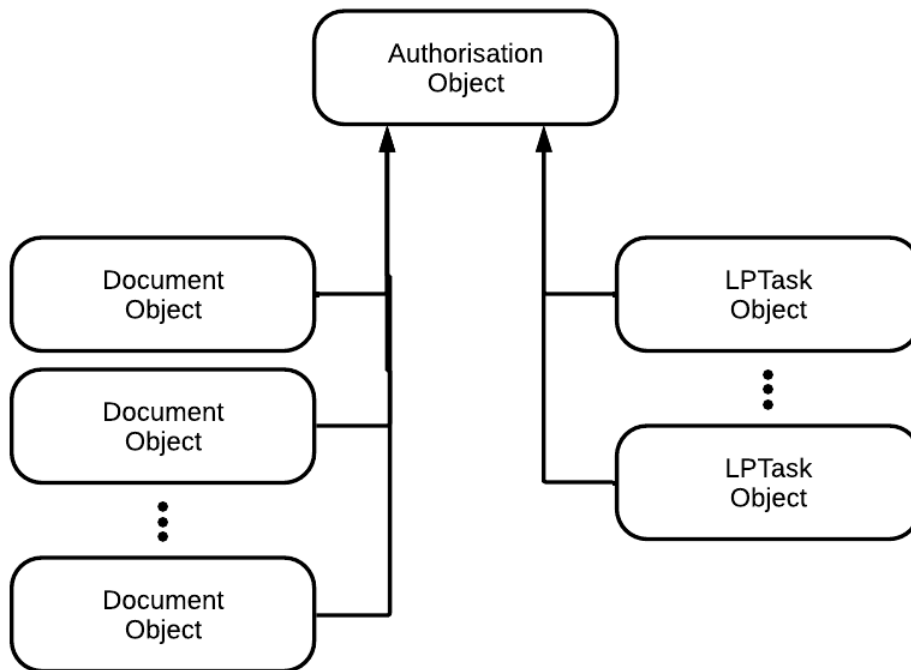 Authorisation
Object
Document
Object
LPTask
Object
Document
Object
LPTask
Object
Document
Object